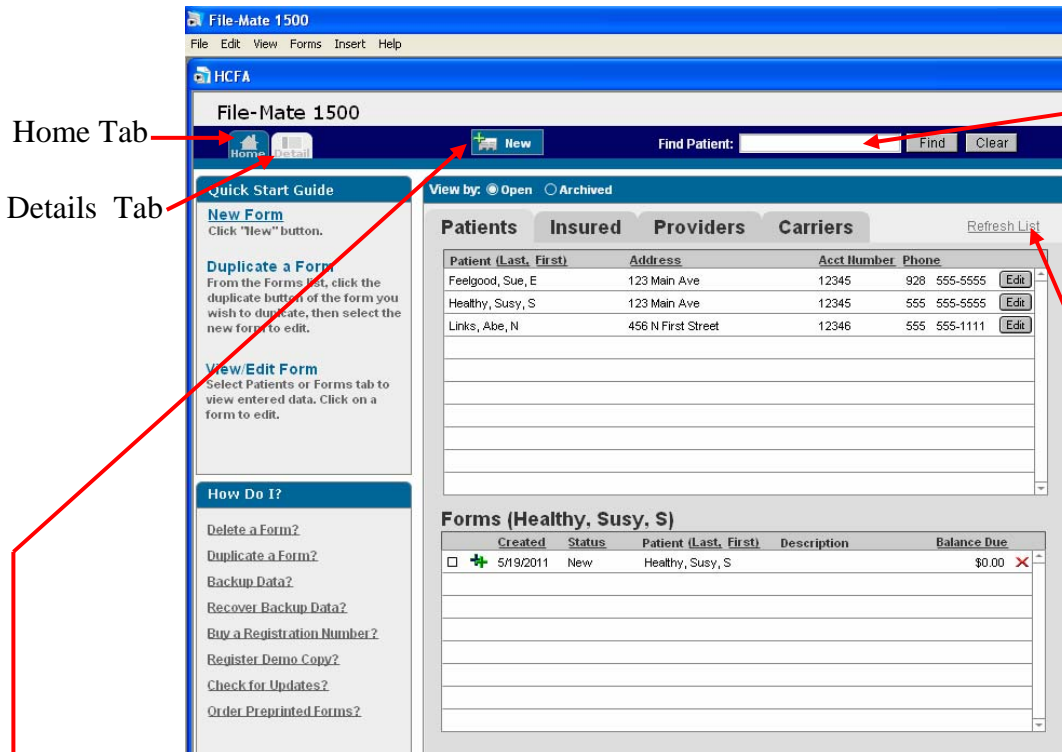 File-Mate 1500
File Edit View Forms Insert Help
HCFA
File-Mate 1500
Home Tab
Home Detail
New
Find Patient:
Find Clear
Details Tab
Quick Start Guide
New Form
Click "New" button.
Duplicate a Form
From the Forms list, click the
duplicate button of the form you
wish to duplicate, then select the
new form to edit.
View/Edit Form
Select Patients or Forms tab to
view entered data. Click on a
form to edit.
How Do I?
Delete a Form?
Duplicate a Form?
Backup Data?
Recover Backup Data?
Buy a Registration Number?
Register Demo Copy?
Check for Updates?
Order Preprinted Forms?
View by: Open Archived
Patients Insured Providers Carriers Refresh List
Patient (Last, First) Address Acct Number Phone
Feelgood, Sue, E 123 Main Ave 12345 928 555-5555 Edit
Healthy, Susy, S 123 Main Ave 12345 555 555-5555 Edit
Links, Abe, N 456 N First Street 12346 555 555-1111 Edit
Forms (Healthy, Susy, S)
Created Status Patient (Last, First) Description Balance Due
5/19/2011 New Healthy, Susy, S $0.00